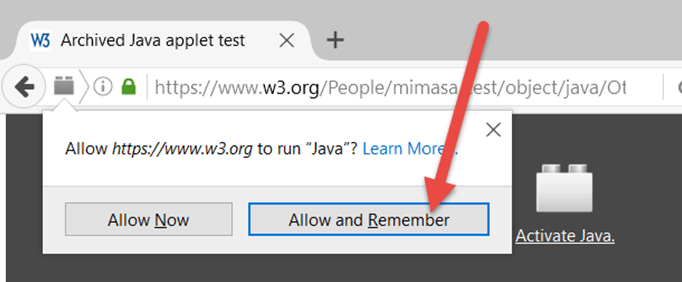 W3 Archived Java applet test
https://www.w3.org/People/mimasa/test/object/java/Ot
Allow https://www.w3.org to run “Java”? Learn More...
Allow Now
Allow and Remember
Activate Java.